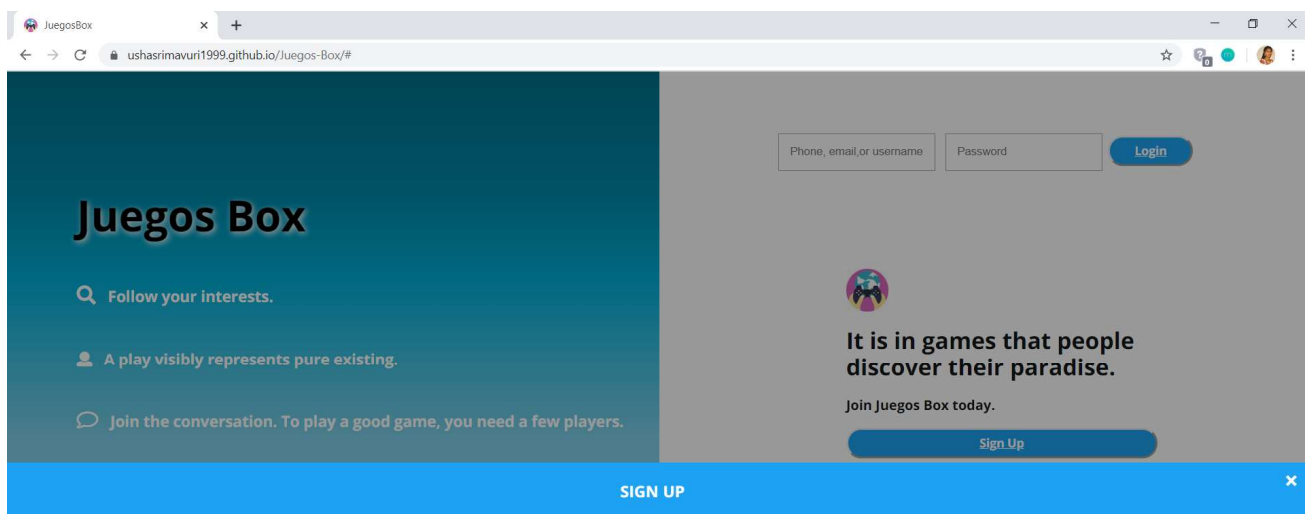 JuegosBox
ushasrimavuri1999.github.io/Juegos-Box/#
0
Phone, email,or username Password Login
Juegos Box
Follow your interests.
A play visibly represents pure existing.
Join the conversation. To play a good game, you need a few players.
It is in games that people
discover their paradise.
Join Juegos Box today.
Sign Up
SIGN UP